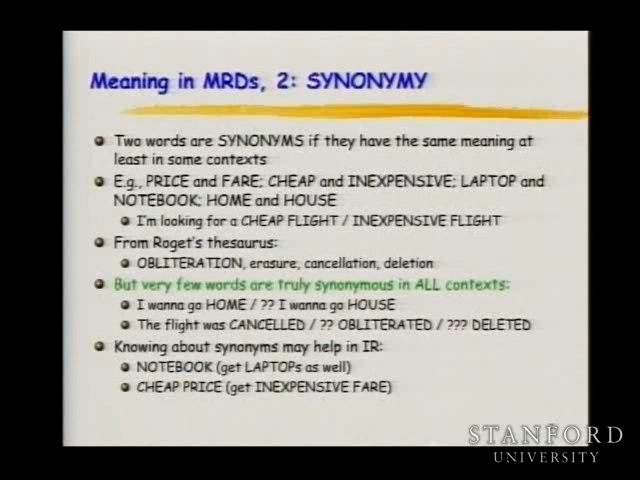 Meaning in MRDs, 2: SYNONYMY
Two words are SYNONYMS if they have the same meaning at
least in some contexts
E.g., PRICE and FARE; CHEAP and INEXPENSIVE; LAPTOP and
NOTEBOOK; HOME and HOUSE
I'm looking for a CHEAP FLIGHT / INEXPENSIVE FLIGHT
From Roget's thesaurus:
OBLITERATION, erasure, cancellation, deletion
But very few words are truly synonymous in ALL contexts:
I wanna go HOME / ?? I wanna go HOUSE
The flight was CANCELLED / ?? OBLITERATED / ??? DELETED
Knowing about synonyms may help in IR:
NOTEBOOK (get LAPTOPs as well)
CHEAP PRICE (get INEXPENSIVE FARE)
STANFORD
UNIVERSITY